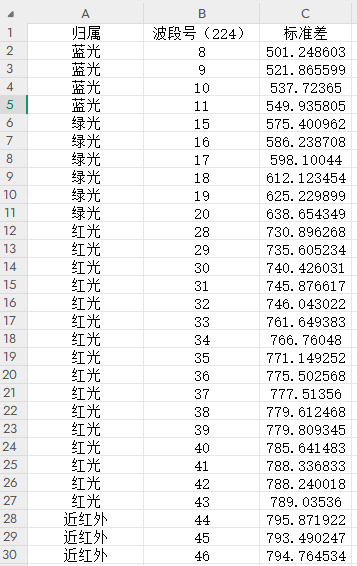 A B C
1 归属 波段号（224） 标准差
2 蓝光 8 501.248603
3 蓝光 9 521.865599
4 蓝光 10 537.72365
5 蓝光 11 549.935805
6 绿光 15 575.400962
7 绿光 16 586.238708
8 绿光 17 598.10044
9 绿光 18 612.123454
10 绿光 19 625.229899
11 绿光 20 638.654349
12 红光 28 730.896268
13 红光 29 735.605234
14 红光 30 740.426031
15 红光 31 745.876617
16 红光 32 746.043022
17 红光 33 761.649383
18 红光 34 766.76048
19 红光 35 771.149252
20 红光 36 775.502568
21 红光 37 777.51356
22 红光 38 779.612468
23 红光 39 779.809345
24 红光 40 785.641483
25 红光 41 788.336833
26 红光 42 788.240018
27 红光 43 789.03536
28 近红外 44 795.871922
29 近红外 45 793.490247
30 近红外 46 794.764534